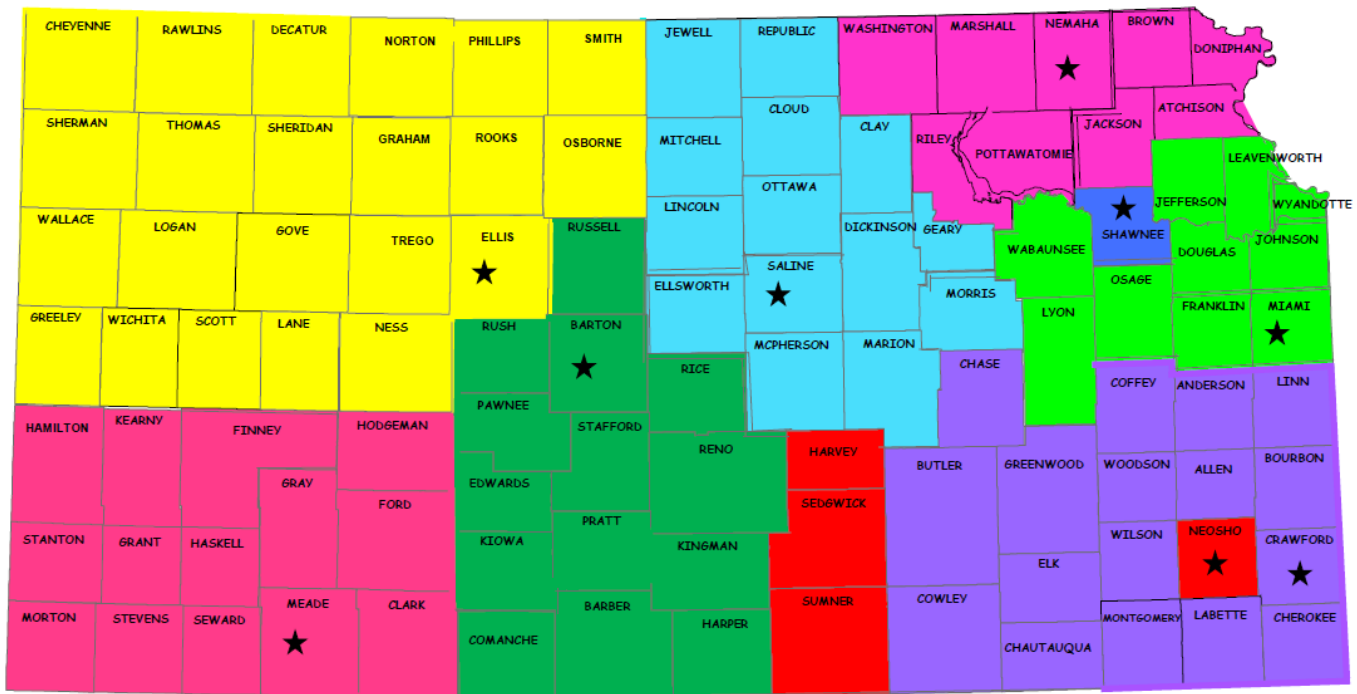 CHEYENNE
RAWLINS
DECATUR
NORTON
PHILLIPS
SMITH
JEWELL
REPUBLIC
WASHINGTON
MARSHALL
NEMAHA
BROWN
DONIPHAN
SHERMAN
THOMAS
SHERIDAN
GRAHAM
ROOKS
OSBORNE
MITCHELL
CLOUD
CLAY
RILEY
POTTAWATOMIE
JACKSON
ATCHISON
LEAVENWORTH
WYANDOTTE
JEFFERSON
WALLACE
LOGAN
GOVE
TREGO
ELLIS
RUSSELL
LINCOLN
OTTAWA
DICKINSON
GEARY
WABAUNSEE
SHAWNEE
DOUGLAS
JOHNSON
ELLSWORTH
SALINE
MORRIS
OSAGE
GREELEY
WICHITA
SCOTT
LANE
NESS
RUSH
BARTON
RICE
MCPHERSON
MARION
CHASE
LYON
FRANKLIN
MIAMI
HAMILTON
KEARNY
FINNEY
HODGEMAN
PAWNEE
STAFFORD
RENO
HARVEY
BUTLER
GREENWOOD
COFFEY
ANDERSON
LINN
GRAY
FORD
EDWARDS
SEDGWICK
WOODSON
ALLEN
BOURBON
STANTON
GRANT
HASKELL
KIOWA
PRATT
KINGMAN
ELK
WILSON
NEOSHO
CRAWFORD
MORTON
STEVENS
SEWARD
MEADE
CLARK
COMANCHE
BARBER
HARPER
SUMNER
COWLEY
CHAUTAUQUA
MONTGOMERY
LABETTE
CHEROKEE